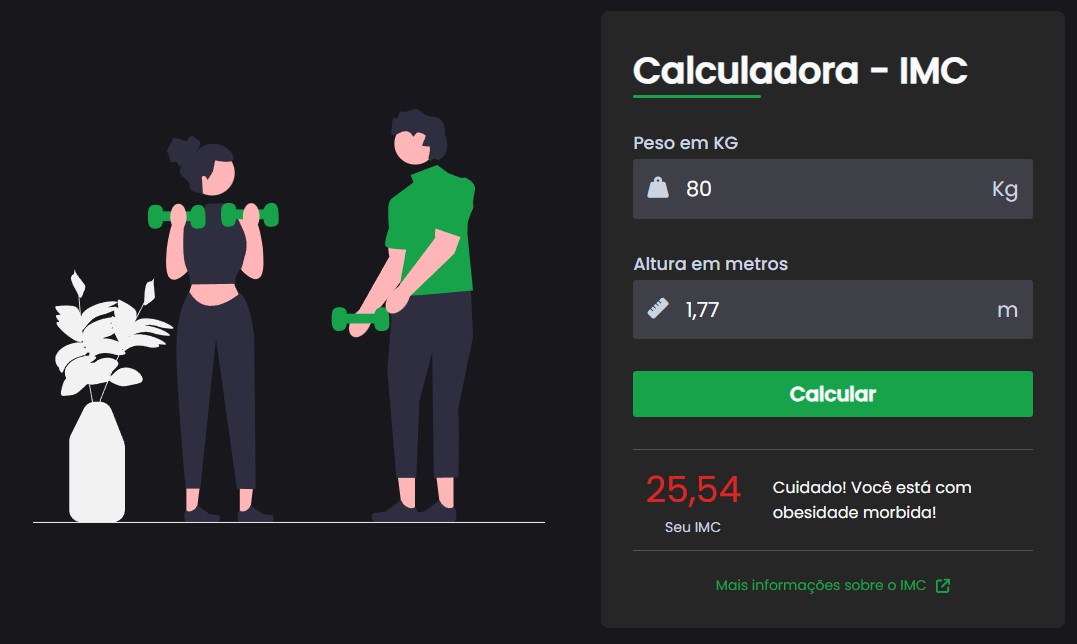 Calculadora - IMC
Peso em KG
80 Kg
Altura em metros
1,77 m
Calcular
25,54
Seu IMC
Cuidado! Você está com
obesidade morbida!
Mais informações sobre o IMC